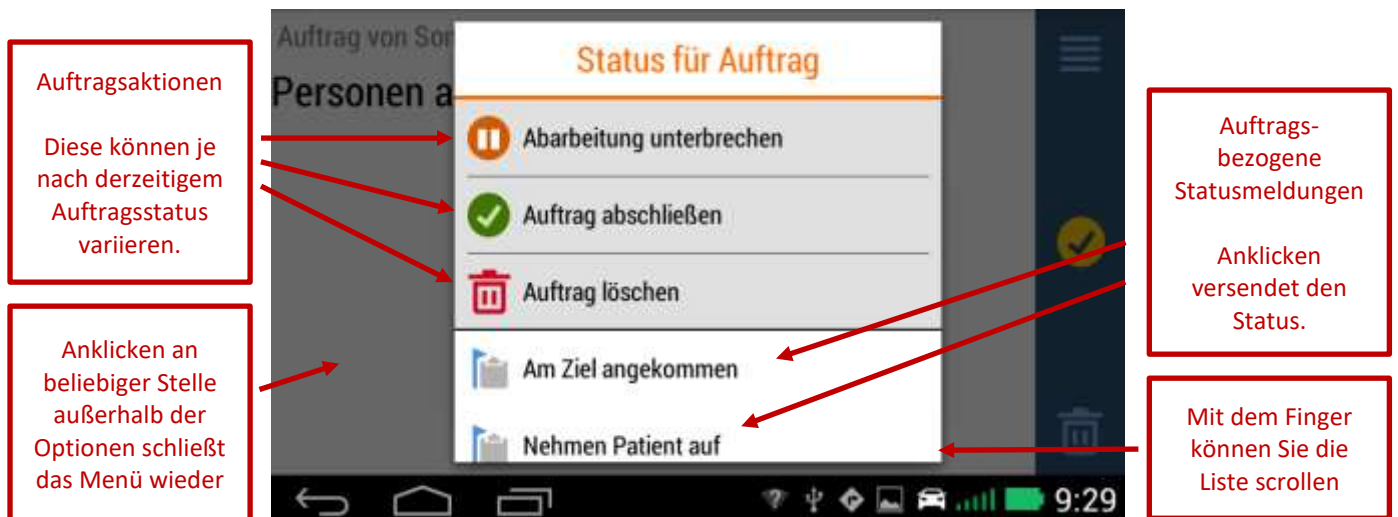 Auftragsaktionen
Diese können je
nach derzeitigem
Auftragsstatus
variieren.
Anklicken an
beliebiger Stelle
außerhalb der
Optionen schließt
das Menü wieder
Auftrag von Sor
Personen a
Status für Auftrag
Abarbeitung unterbrechen
Auftrag abschließen
Auftrag löschen
Am Ziel angekommen
Nehmen Patient auf
9:29
Auftrags-
bezogene
Statusmeldungen
Anklicken
versendet den
Status.
Mit dem Finger
können Sie die
Liste scrollen